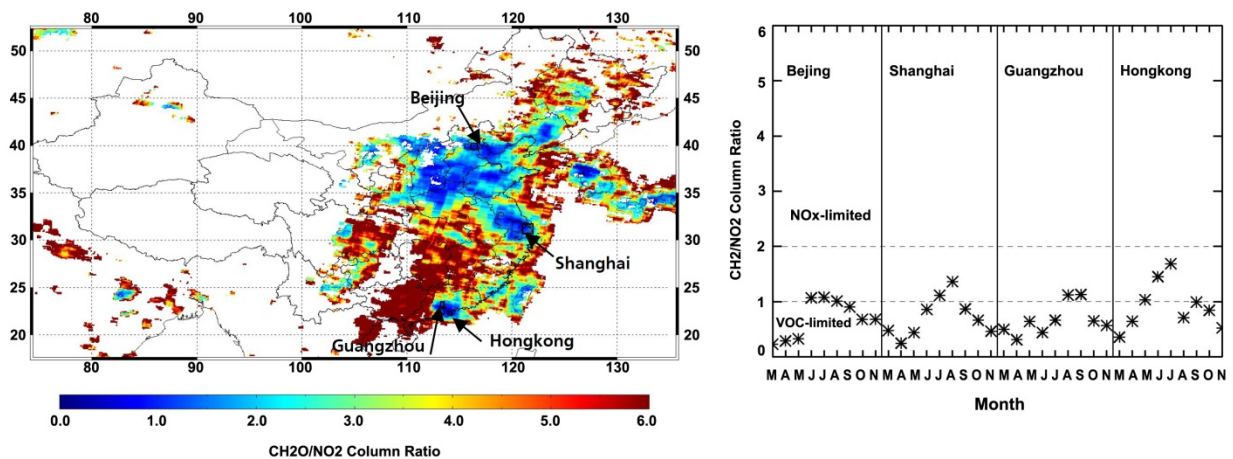 80 90 100 110 120 130
50 50
45 45
40 40
35 35
30 30
25 25
20 20
80 90 100 110 120 130
Beijing
Shanghai
Hongkong
Guangzhou
0.0 1.0 2.0 3.0 4.0 5.0 6.0
CH2O/NO2 Column Ratio
CH2/NO2 Column Ratio
6
5
4
3
2
1
0
Bejing Shanghai Guangzhou Hongkong
NOx-limited
VOC-limited
M A M J J A S O N M A M J J A S O N M A M J J A S O N M A M J J A S O N
Month